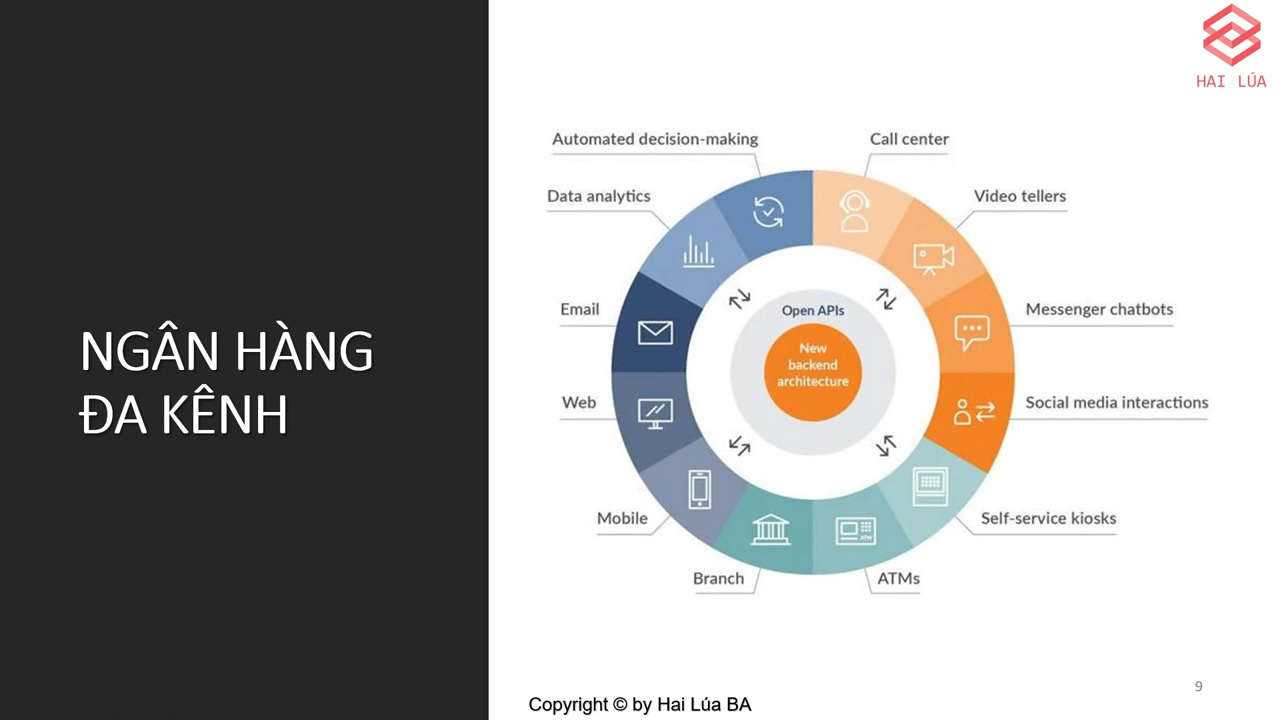 HAI LÚA
NGÂN HÀNG
ĐA KÊNH
Automated decision-making
Call center
Data analytics
Video tellers
Email
Messenger chatbots
Open APIs
New
backend
architecture
Web
Social media interactions
Mobile
Self-service kiosks
Branch
ATMs
ATM
9
Copyright © by Hai Lúa BA